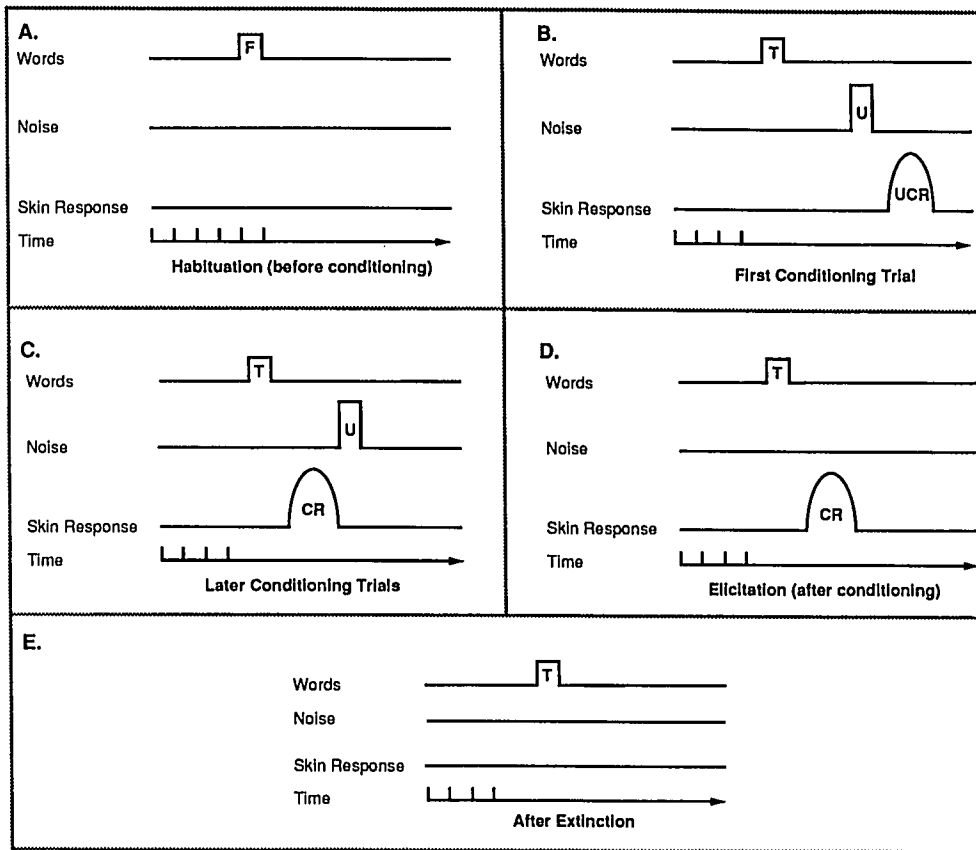 A.
Words
F
Noise
Skin Response
Time
Habituation (before conditioning)
B.
Words
T
Noise
U
Skin Response
UCR
Time
First Conditioning Trial
C.
Words
T
Noise
U
Skin Response
CR
Time
Later Conditioning Trials
D.
Words
T
Noise
Skin Response
CR
Time
Elicitation (after conditioning)
E.
Words
T
Noise
Skin Response
Time
After Extinction